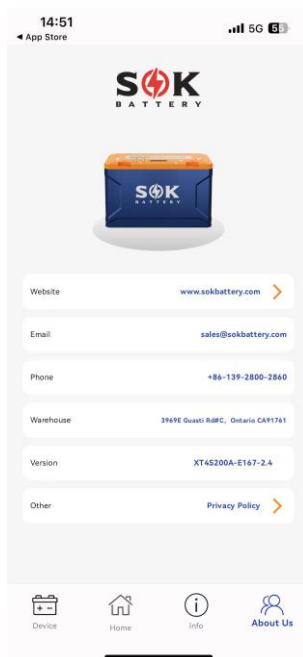 14:51
5G 55
◀ App Store
SOK
BATTERY
SOK
BATTERY
Website www.sokbattery.com
Email sales@sokbattery.com
Phone +86-139-2800-2860
Warehouse 3969E Guasti Rd#C, Ontario CA91761
Version XT4S200A-E167-2.4
Other Privacy Policy
Device Home Info About Us